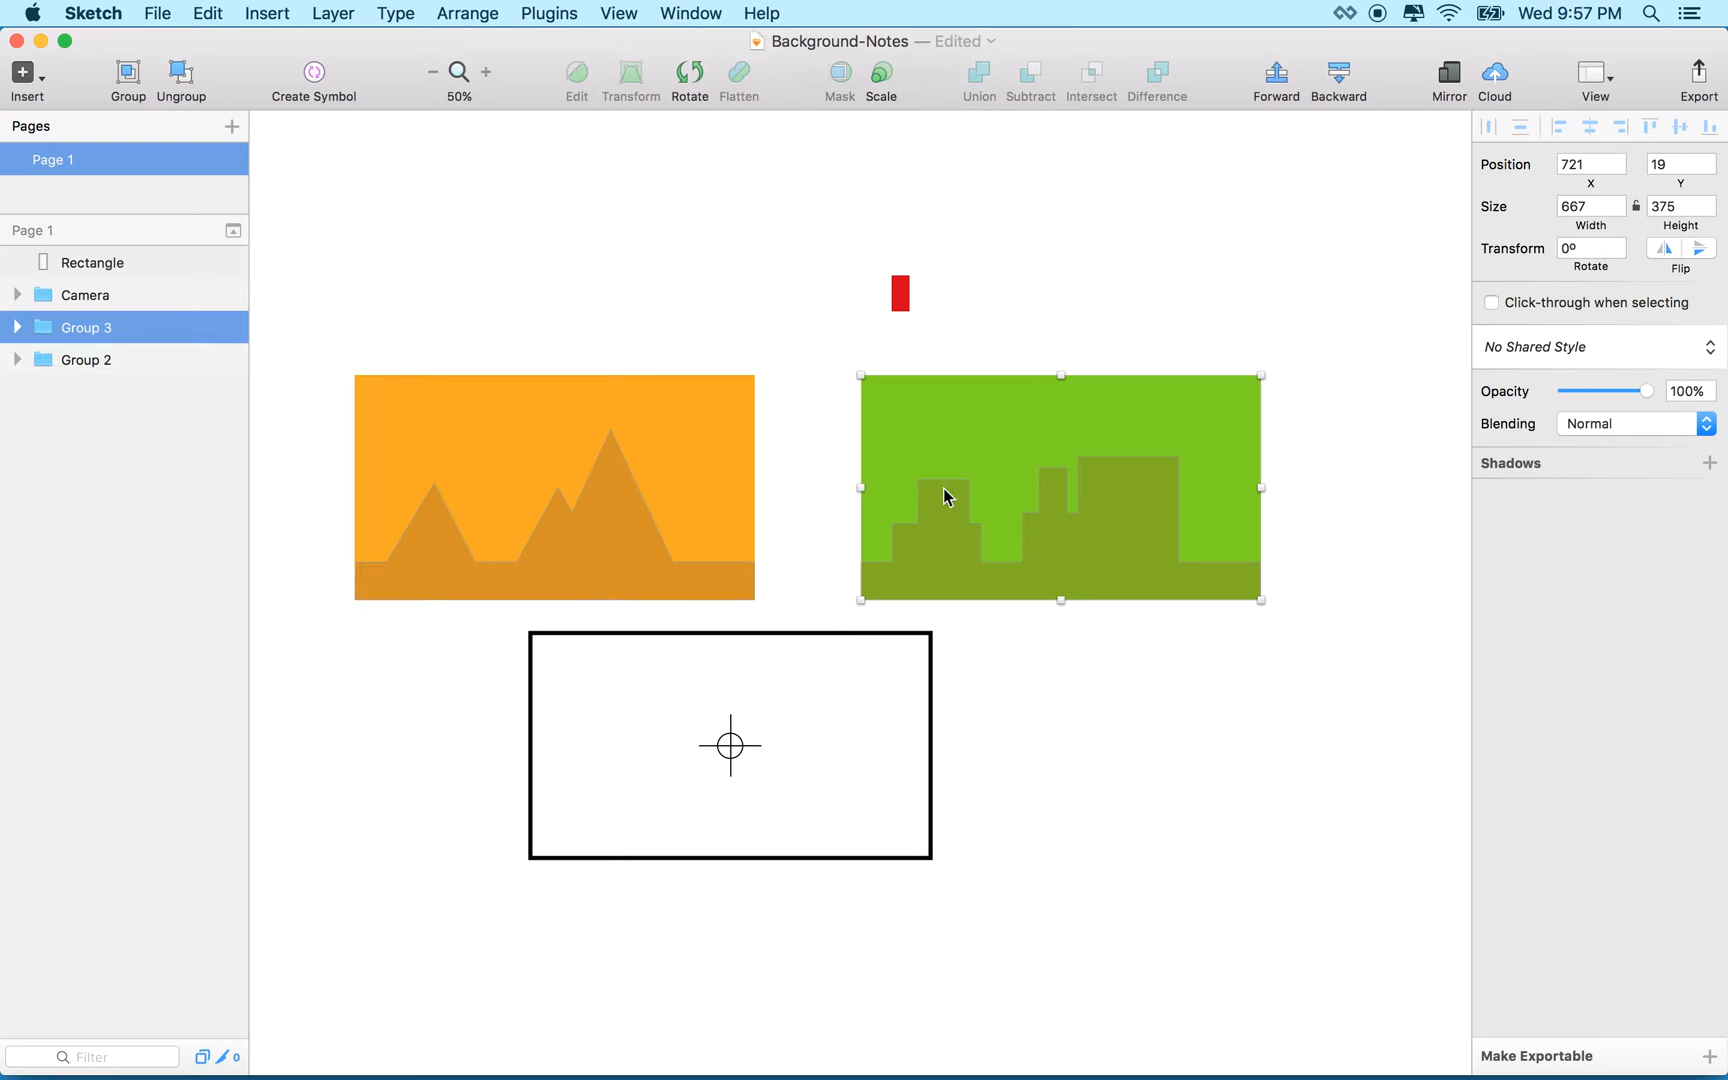 Sketch File Edit Insert Layer Type Arrange Plugins View Window Help Wed 9:57 PM
Background-Notes — Edited
Insert Group Ungroup Create Symbol 50% Edit Transform Rotate Flatten Mask Scale Union Subtract Intersect Difference Forward Backward Mirror Cloud View Export
Pages
Page 1
Page 1
Rectangle
Camera
Group 3
Group 2
Filter 0
Position 721 19
X Y
Size 667 375
Width Height
Transform 0º
Rotate Flip
Click-through when selecting
No Shared Style
Opacity 100%
Blending Normal
Shadows
Make Exportable